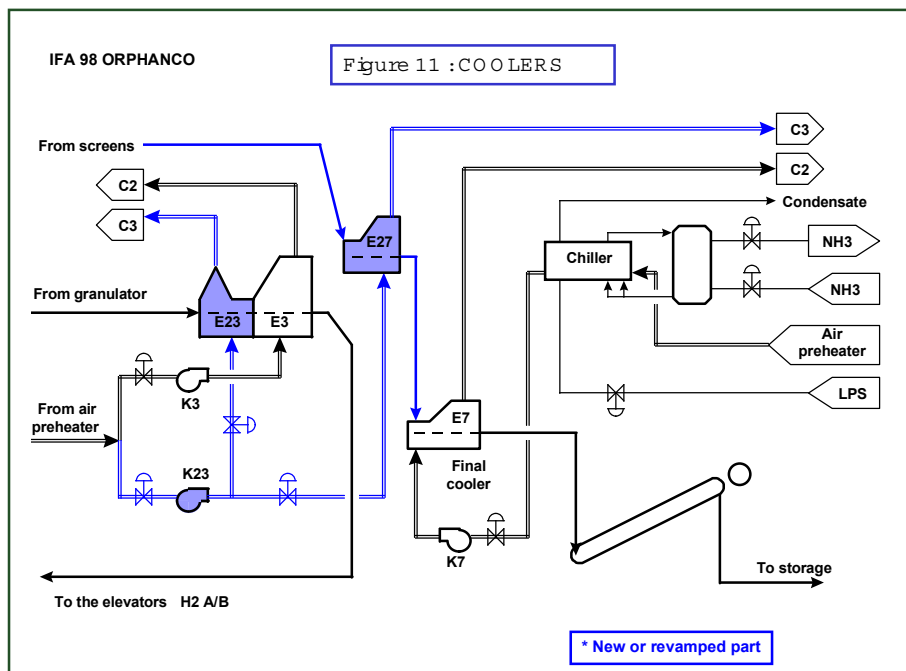 IFA 98 ORPHANCO
Figure 11 :COOLERS
C3
From screens
C2
C2
Condensate
C3
E27
Chiller
NH3
From granulator
NH3
E23
E3
Air
preheater
K3
LPS
From air
preheater
E7
Final
cooler
K23
K7
To storage
To the elevators H2 A/B
* New or revamped part